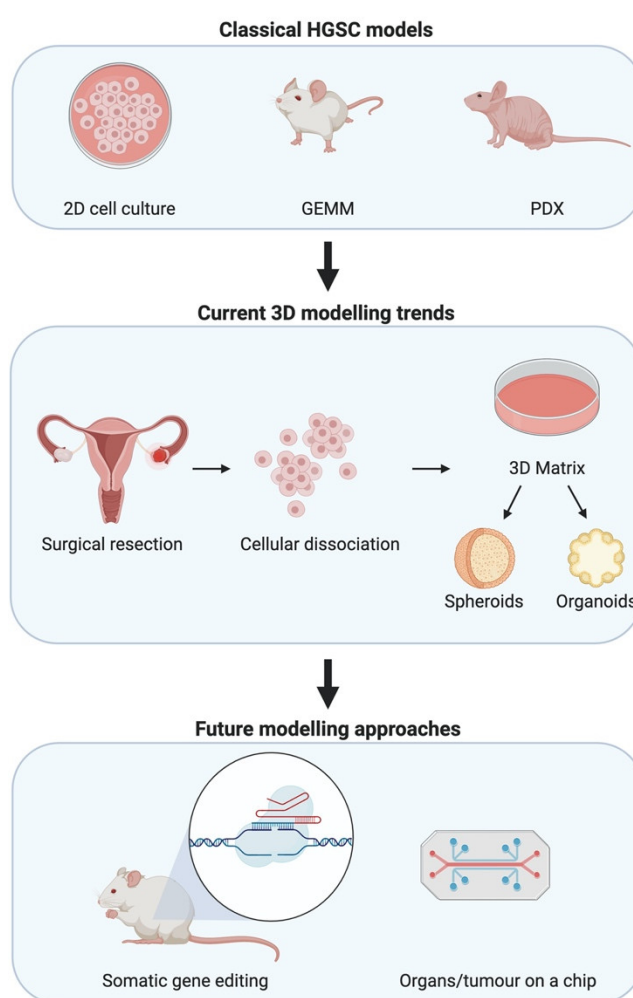 Classical HGSC models
2D cell culture
GEMM
PDX
Current 3D modelling trends
3D Matrix
Surgical resection
Cellular dissociation
Spheroids
Organoids
Future modelling approaches
Somatic gene editing
Organs/tumour on a chip